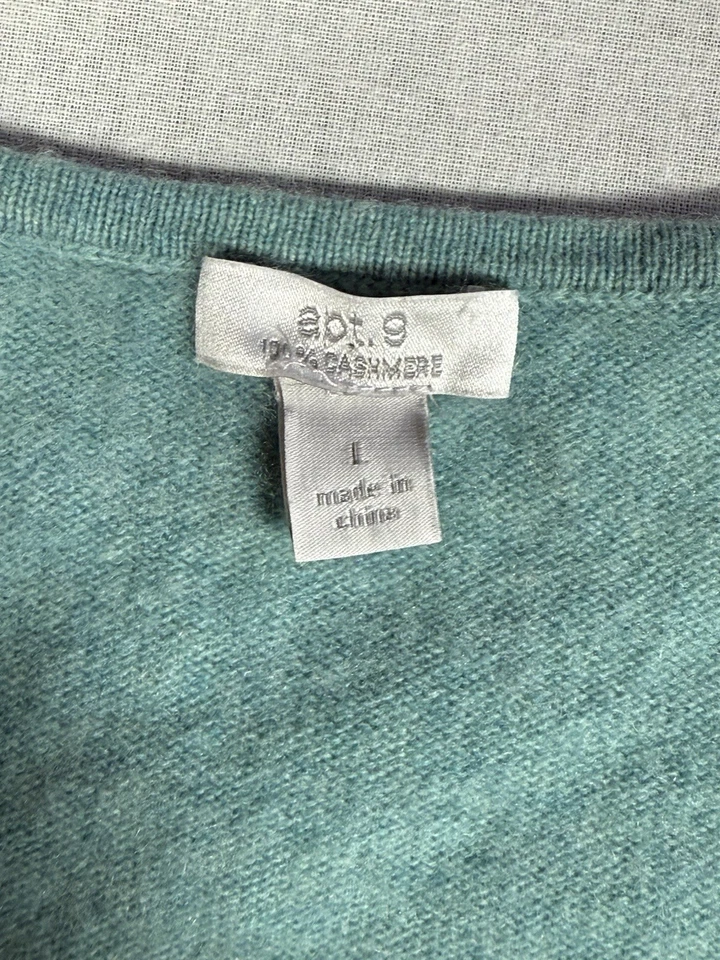 apt. 9
100% CASHMERE
L
made in
china